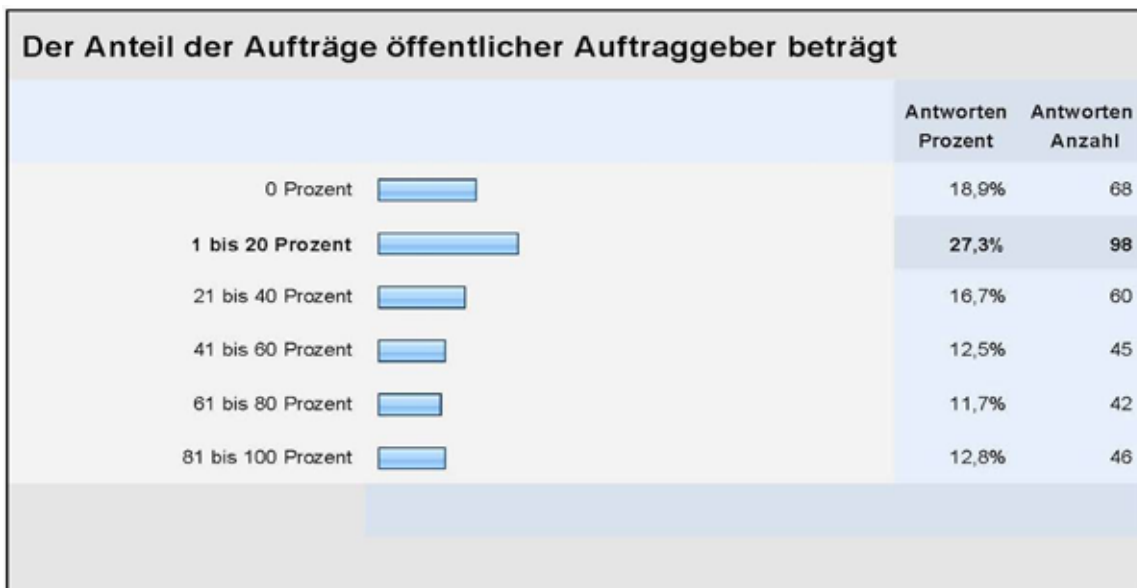 Der Anteil der Aufträge öffentlicher Auftraggeber beträgt
Antworten Antworten
Prozent Anzahl
0 Prozent 18,9% 68
1 bis 20 Prozent 27,3% 98
21 bis 40 Prozent 16,7% 60
41 bis 60 Prozent 12,5% 45
61 bis 80 Prozent 11,7% 42
81 bis 100 Prozent 12,8% 46